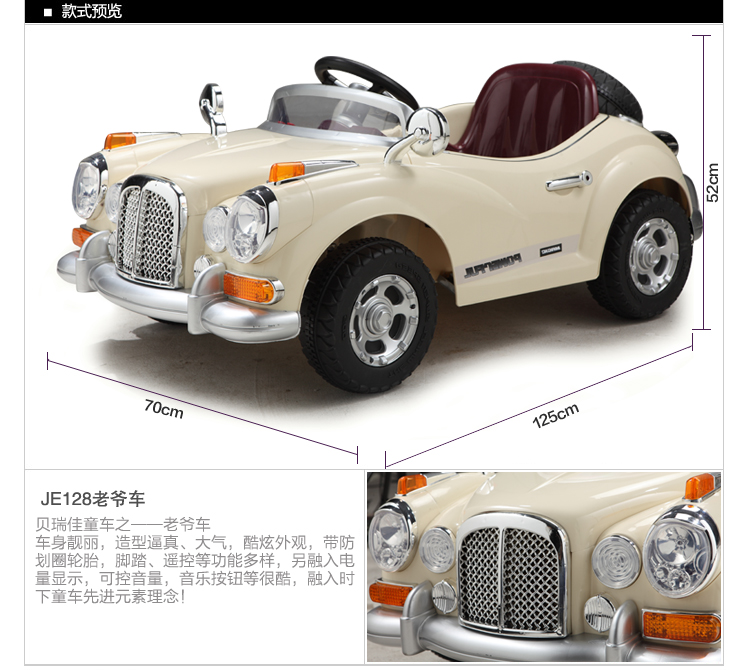 ■ 款式预览
52cm
70cm
125cm
JE128老爷车
贝瑞佳童车之——老爷车
车身靓丽，造型逼真、大气，酷炫外观，带防
划圈轮胎，脚踏、遥控等功能多样，另融入电
量显示，可控音量，音乐按钮等很酷，融入时
下童车先进元素理念！